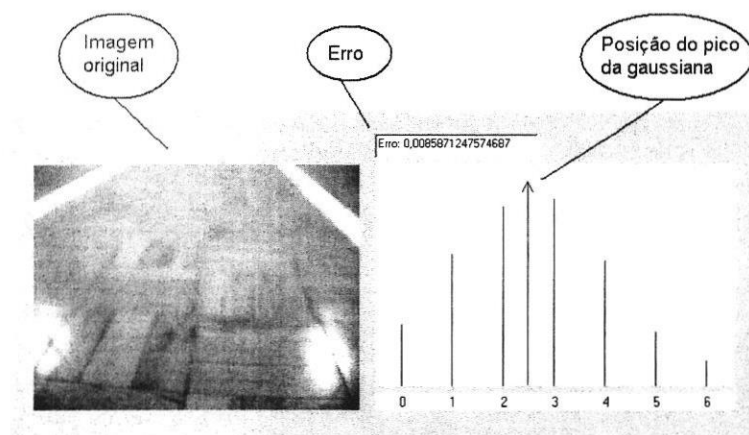 Imagem
original
Erro
Posição do pico
da gaussiana
Erro: 0,0085871247574687
0 1 2 3 4 5 6